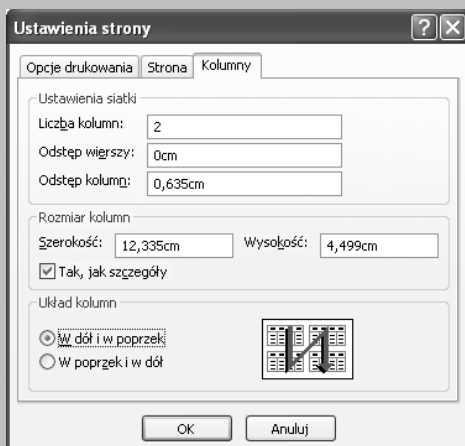 Ustawienia strony
Opcje drukowania Strona Kolumny
Ustawienia siatki
Liczba kolumn: 2
Odstęp wierszy: 0cm
Odstęp kolumn: 0,635cm
Rozmiar kolumn
Szerokość: 12,335cm Wysokość: 4,499cm
Tak, jak szczegóły
Układ kolumn
W dół i w poprzek
W poprzek i w dół
OK Anuluj